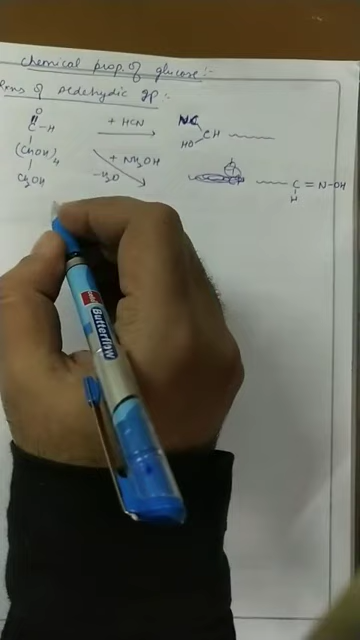 chemical prop. of glucose :-
Rxns of aldehydic gp :-
O
C-H
+ HCN
NC
HO CH
(CHOH)4
+ NH2OH
-H2O
C = N-OH
H
CH2OH
Butterflow